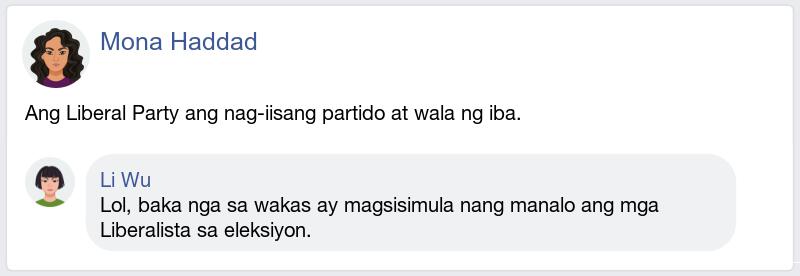 Mona Haddad
Ang Liberal Party ang nag-iisang partido at wala ng iba.
Li Wu
Lol, baka nga sa wakas ay magsisimula nang manalo ang mga
Liberalista sa eleksiyon.